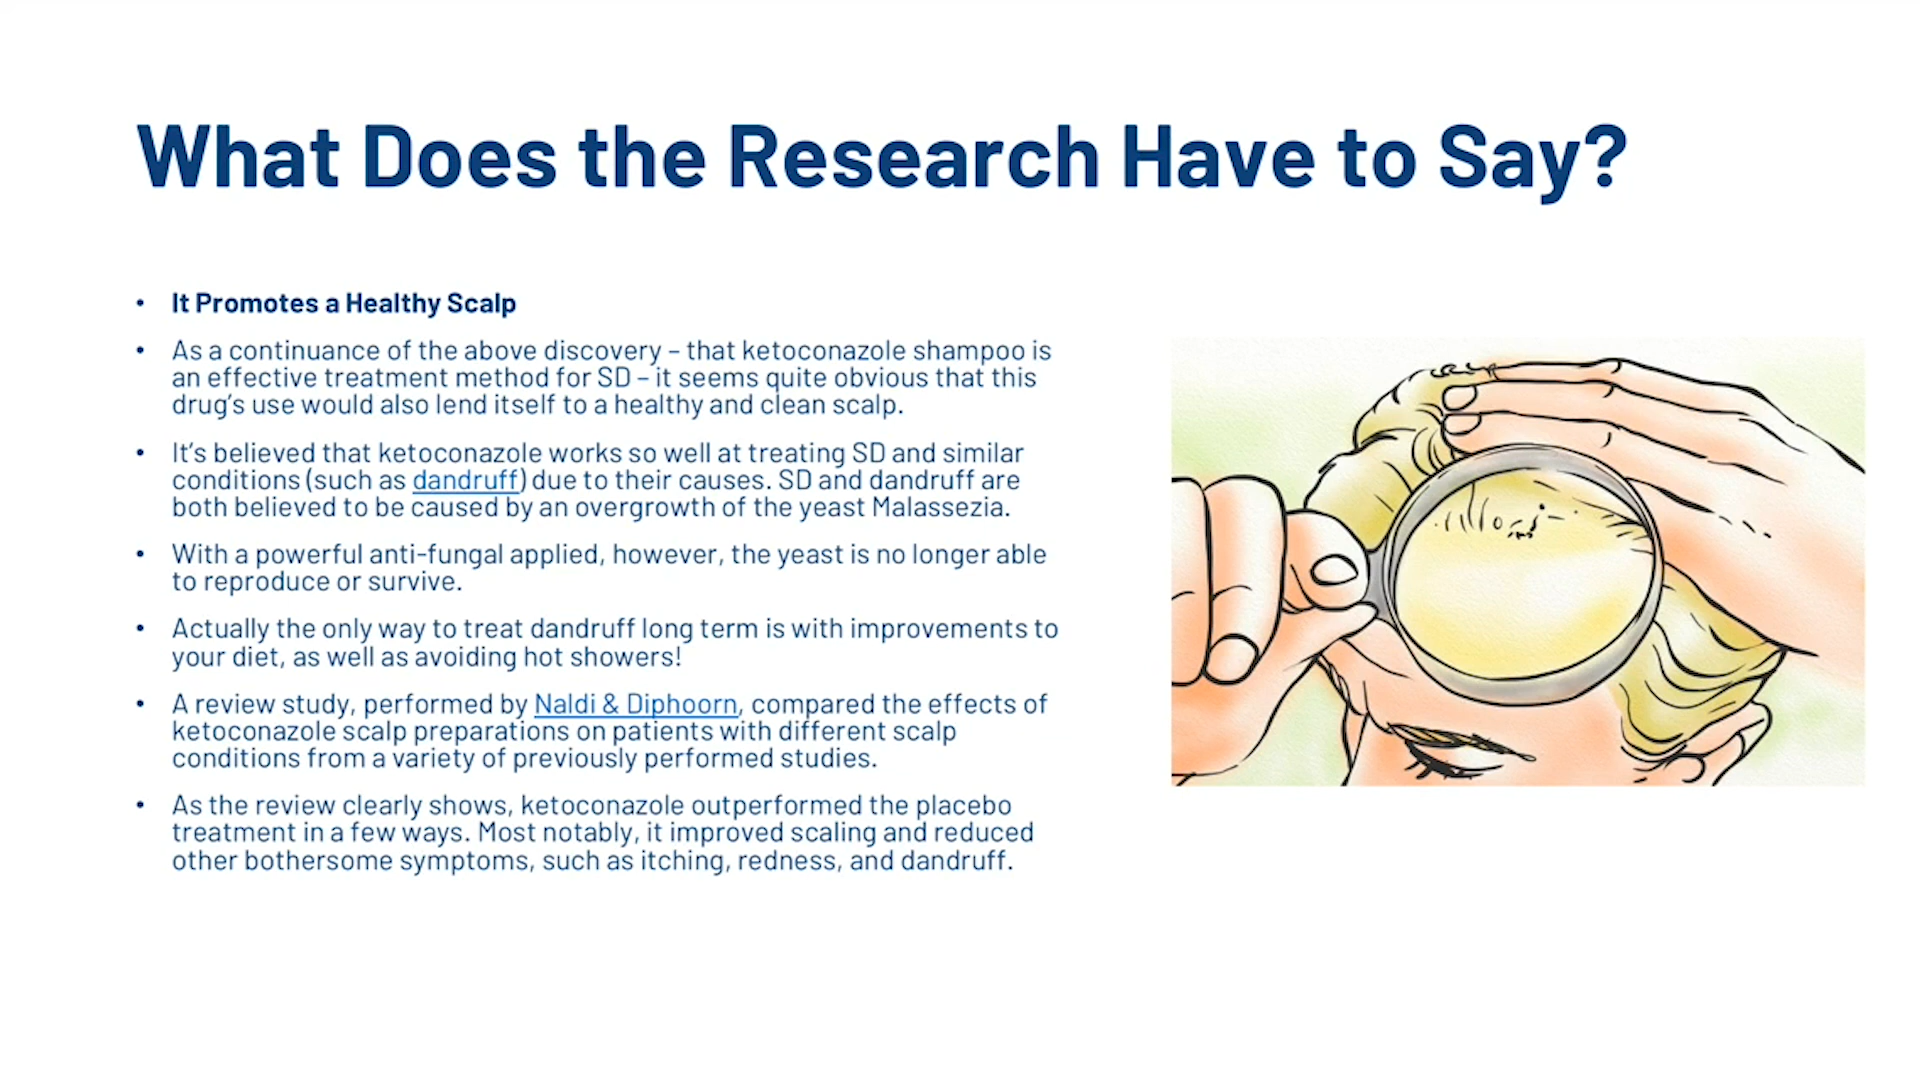 What Does the Research Have to Say?
• It Promotes a Healthy Scalp
• As a continuance of the above discovery – that ketoconazole shampoo is
an effective treatment method for SD – it seems quite obvious that this
drug's use would also lend itself to a healthy and clean scalp.
• It's believed that ketoconazole works so well at treating SD and similar
conditions (such as dandruff) due to their causes. SD and dandruff are
both believed to be caused by an overgrowth of the yeast Malassezia.
• With a powerful anti-fungal applied, however, the yeast is no longer able
to reproduce or survive.
• Actually the only way to treat dandruff long term is with improvements to
your diet, as well as avoiding hot showers!
• A review study, performed by Naldi & Diphoorn, compared the effects of
ketoconazole scalp preparations on patients with different scalp
conditions from a variety of previously performed studies.
• As the review clearly shows, ketoconazole outperformed the placebo
treatment in a few ways. Most notably, it improved scaling and reduced
other bothersome symptoms, such as itching, redness, and dandruff.